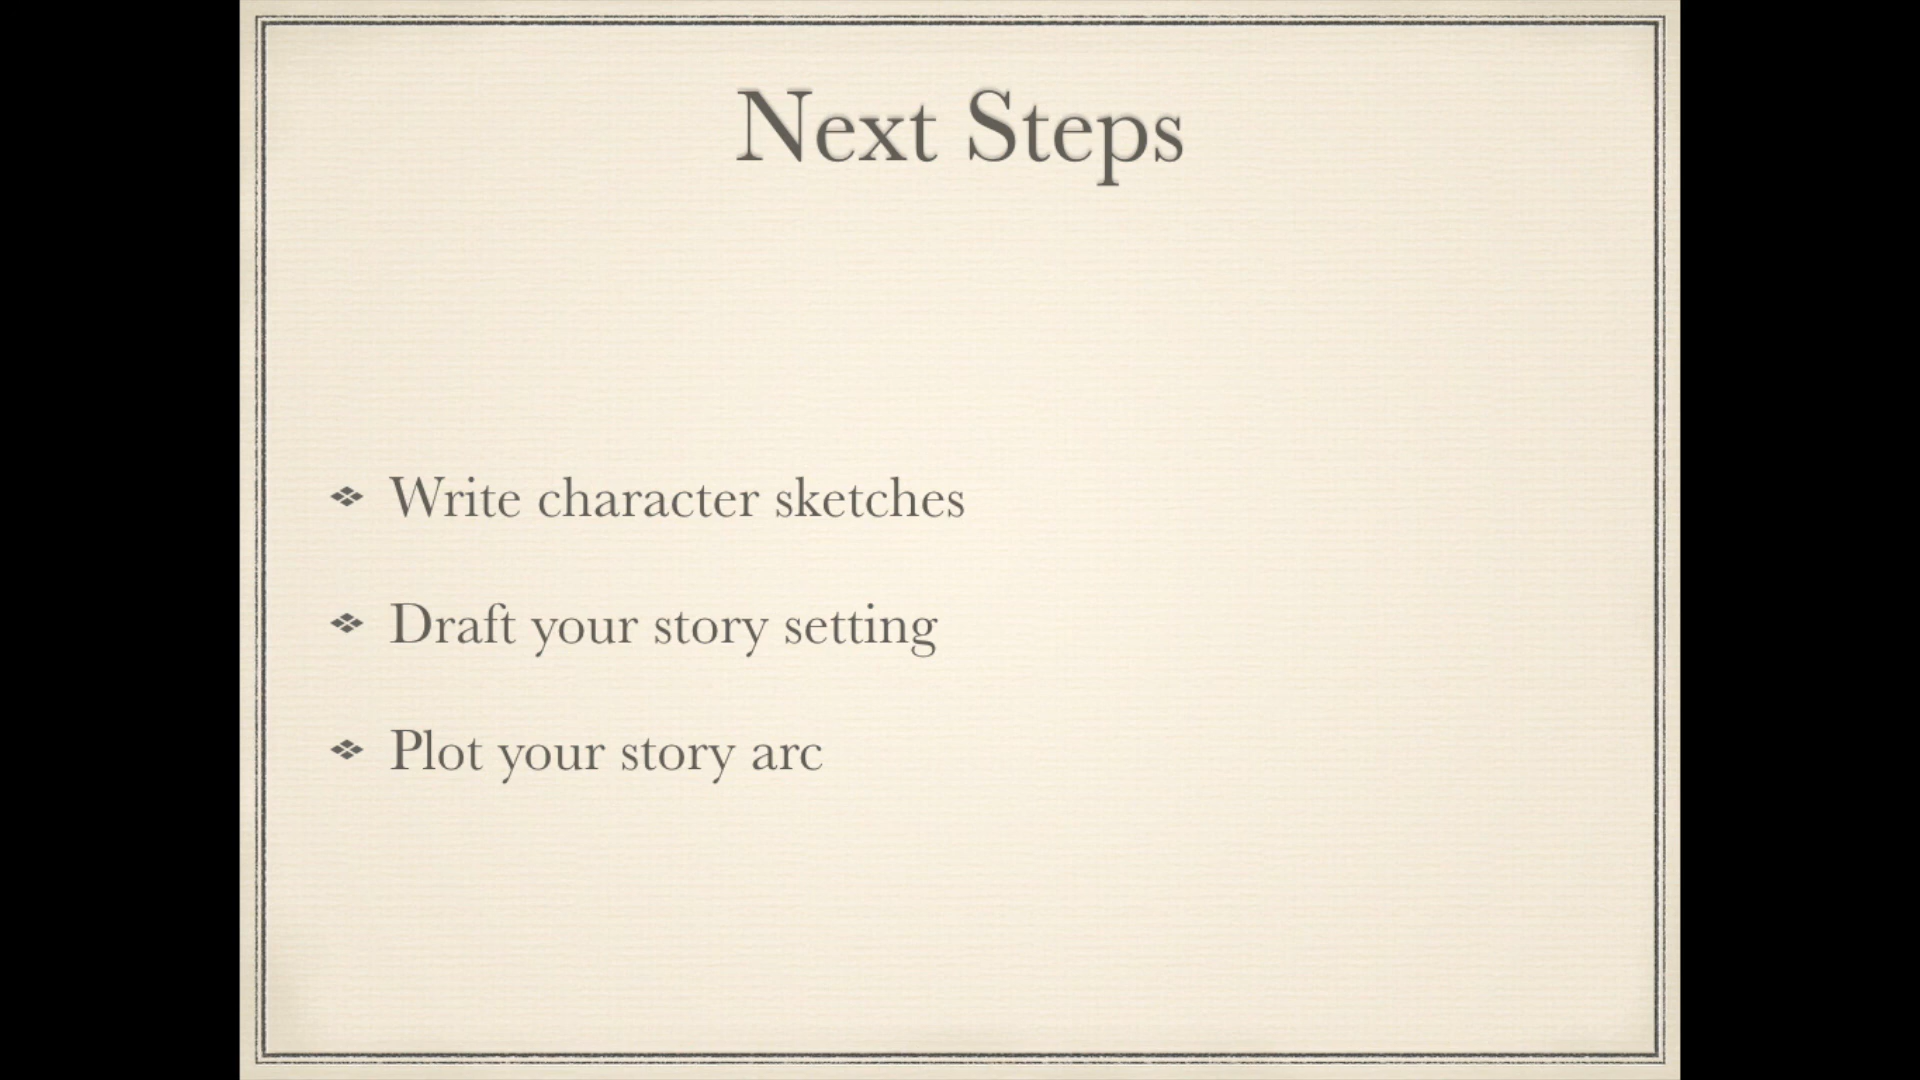 Next Steps
Write character sketches
Draft your story setting
Plot your story arc